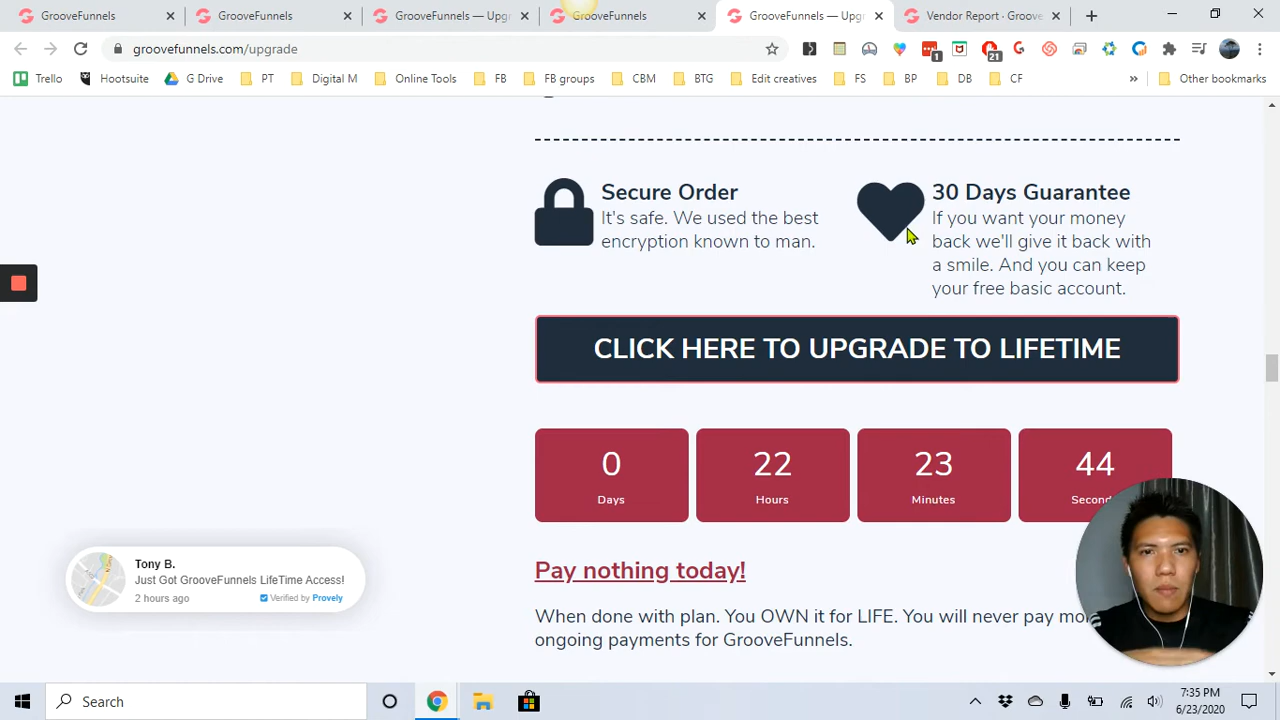 GrooveFunnels
GrooveFunnels
GrooveFunnels — Upg
GrooveFunnels
GrooveFunnels — Upg
Vendor Report · Groove
groovefunnels.com/upgrade
1
21
Trello
Hootsuite
G Drive
PT
Digital M
Online Tools
FB
FB groups
CBM
BTG
Edit creatives
FS
BP
DB
CF
»
Other bookmarks
Secure Order
It's safe. We used the best
encryption known to man.
30 Days Guarantee
If you want your money
back we'll give it back with
a smile. And you can keep
your free basic account.
CLICK HERE TO UPGRADE TO LIFETIME
0
Days
22
Hours
23
Minutes
44
Second
Tony B.
Just Got GrooveFunnels LifeTime Access!
2 hours ago
Verified by Provely
Pay nothing today!
When done with plan. You OWN it for LIFE. You will never pay mo
ongoing payments for GrooveFunnels.
Search
7:35 PM
6/23/2020